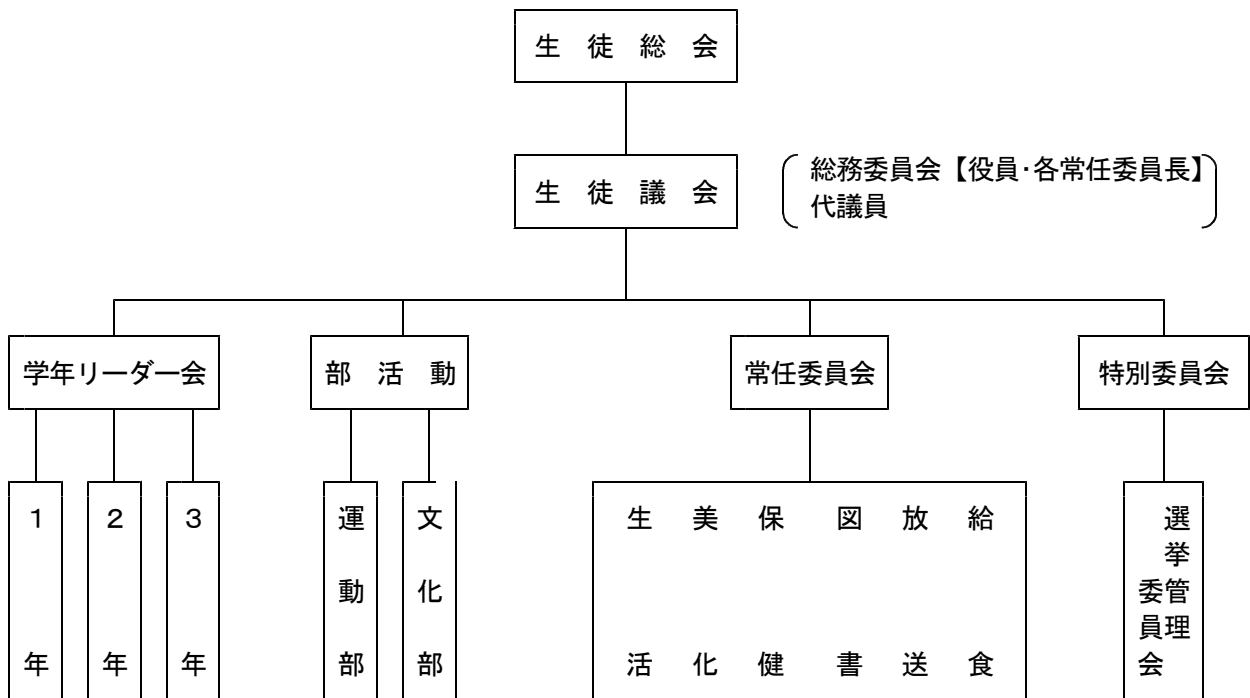 生徒総会
生徒議会
総務委員会【役員・各常任委員長】
代議員
学年リーダー会
部活動
常任委員会
特別委員会
1年
2年
3年
運動部
文化部
生活
美化
保健
図書
放送
給食
選挙管理
委員会